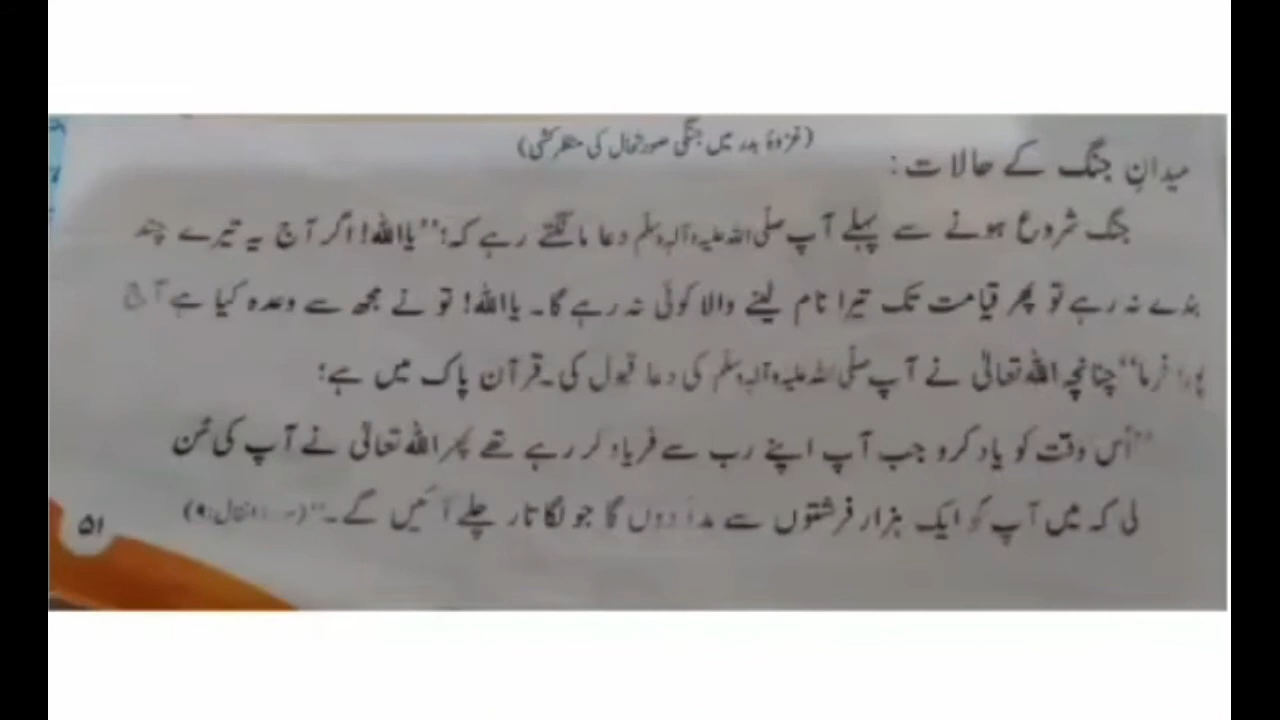 (غزوۂ بدر میں جنگی صورتحال کی منظر کشی)
میدانِ جنگ کے حالات:
جنگ شروع ہونے سے پہلے آپ صلی اللہ علیہ وآلہ وسلم دعا مانگتے رہے کہ: "یا اللہ! اگر آج یہ تیرے چند
بندے نہ رہے تو پھر قیامت تک تیرا نام لینے والا کوئی نہ رہے گا۔ یا اللہ! تو نے مجھ سے وعدہ کیا ہے آج
پورا فرما" چنانچہ اللہ تعالیٰ نے آپ صلی اللہ علیہ وآلہ وسلم کی دعا قبول کی۔ قرآن پاک میں ہے:
"اُس وقت کو یاد کرو جب آپ اپنے رب سے فریاد کر رہے تھے پھر اللہ تعالیٰ نے آپ کی سُن
لی کہ میں آپ کو ایک ہزار فرشتوں سے مدد دوں گا جو لگاتار چلے آئیں گے۔" (انفال:۹)
۵۱